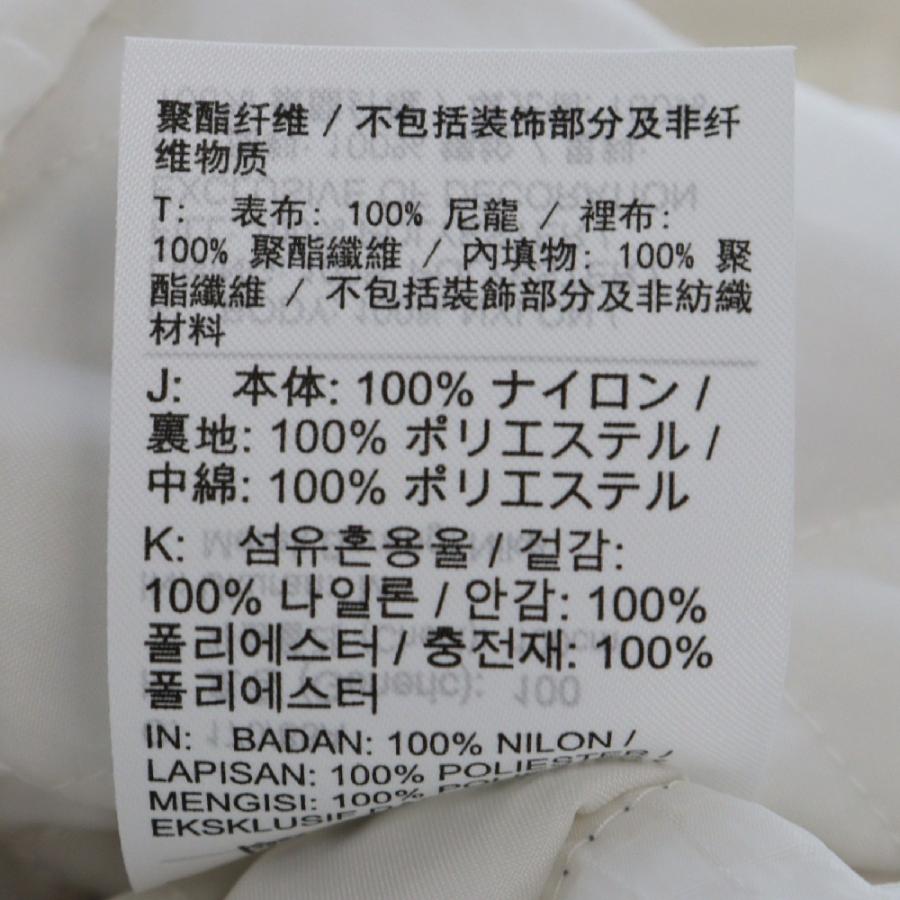 聚酯纤维 / 不包括装饰部分及非纤
维物质
T: 表布: 100% 尼龍 / 裡布:
100% 聚酯纖維 / 內填物: 100% 聚
酯纖維 / 不包括裝飾部分及非紡織
材料
J: 本体: 100% ナイロン /
裏地: 100% ポリエステル /
中綿: 100% ポリエステル
K: 섬유혼용율 / 겉감:
100% 나일론 / 안감: 100%
폴리에스터 / 충전재: 100%
폴리에스터
IN: BADAN: 100% NILON /
LAPISAN: 100% POLIESTER /
MENGISI: 100%
EKSKLUSIF